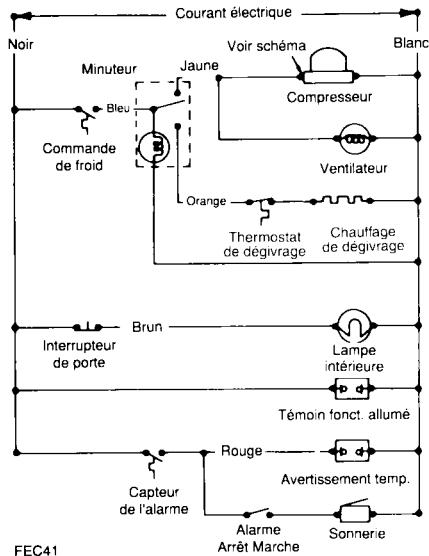 Courant électrique
Noir
Voir schéma
Blanc
Minuteur
Jaune
Compresseur
Bleu
Commande
de froid
Ventilateur
Orange
Thermostat
de dégivrage
Chauffage
de dégivrage
Brun
Interrupteur
de porte
Lampe
intérieure
Témoin fonct. allumé
Rouge
Capteur
de l'alarme
Avertissement temp.
Alarme
Arrêt Marche
Sonnerie
FEC41